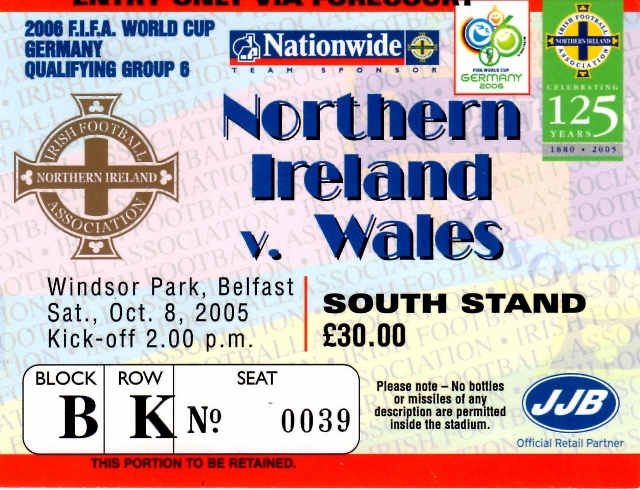 ENTRY ONLY VIA FORECOURT
2006 F.I.F.A. WORLD CUP
GERMANY
QUALIFYING GROUP 6
Nationwide
TEAM SPONSOR
FIFA WORLD CUP
GERMANY
2006
IRISH FOOTBALL
NORTHERN IRELAND
ASSOCIATION
CELEBRATING
125
YEARS
1880 • 2005
IRISH FOOTBALL
NORTHERN IRELAND
ASSOCIATION
Northern
Ireland
v. Wales
Windsor Park, Belfast
Sat., Oct. 8, 2005
Kick-off 2.00 p.m.
SOUTH STAND
£30.00
BLOCK
B
ROW
K
SEAT
No 0039
Please note – No bottles
or missiles of any
description are permitted
inside the stadium.
JJB
Official Retail Partner
THIS PORTION TO BE RETAINED.